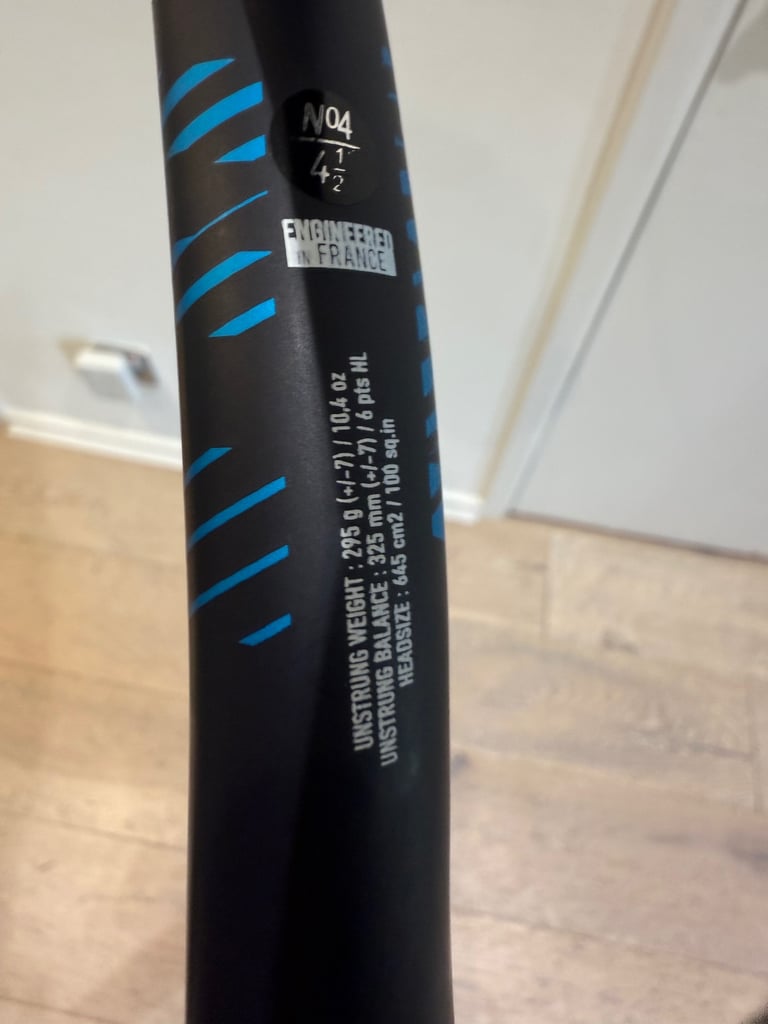 No4
4 1/2
ENGINEERED
IN FRANCE
UNSTRUNG WEIGHT : 295 g (+/-7) / 10,4 oz
UNSTRUNG BALANCE : 325 mm (+/-7) / 6 pts HL
HEADSIZE : 645 cm2 / 100 sq.in